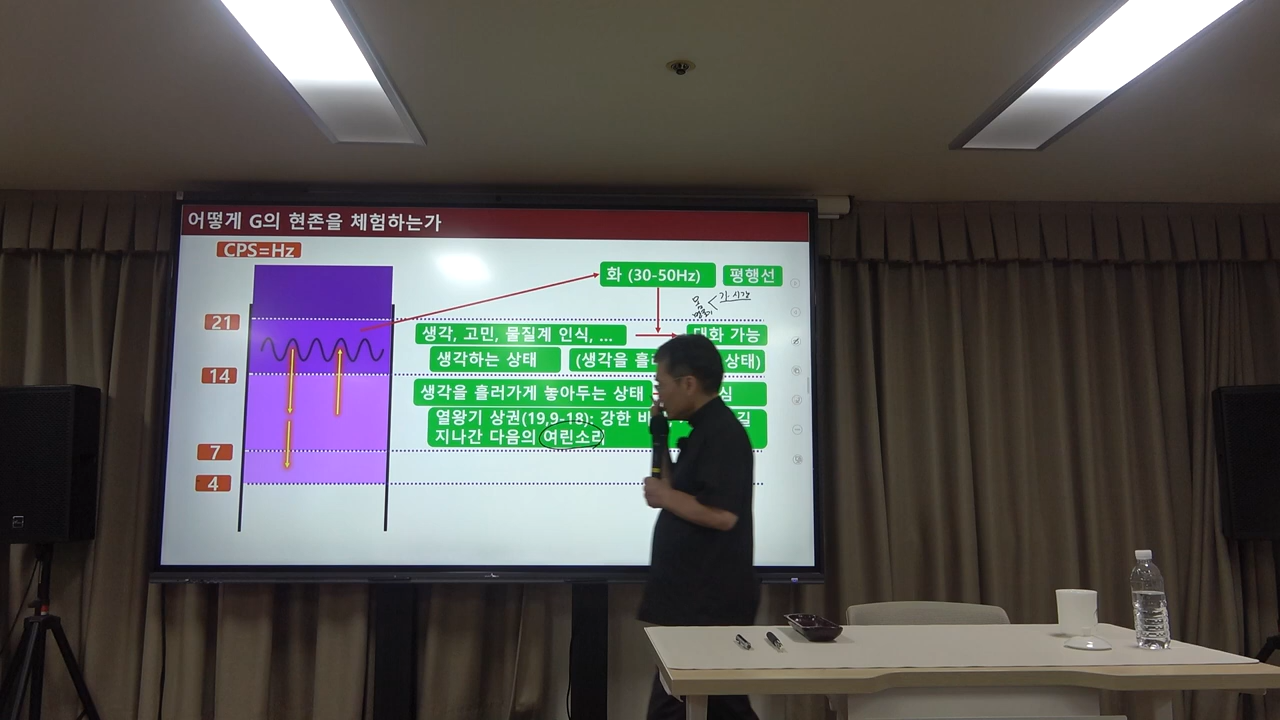 어떻게 G의 현존을 체험하는가
CPS=Hz
화 (30-50Hz) 평행선
21
생각, 고민, 물질계 인식, ... 대화 가능
생각하는 상태 (생각을 흘러 상태)
14
생각을 흘러가게 놓아두는 상태
열왕기 상권(19,9-18): 강한 바 길
지나간 다음의 여린소리
7
4